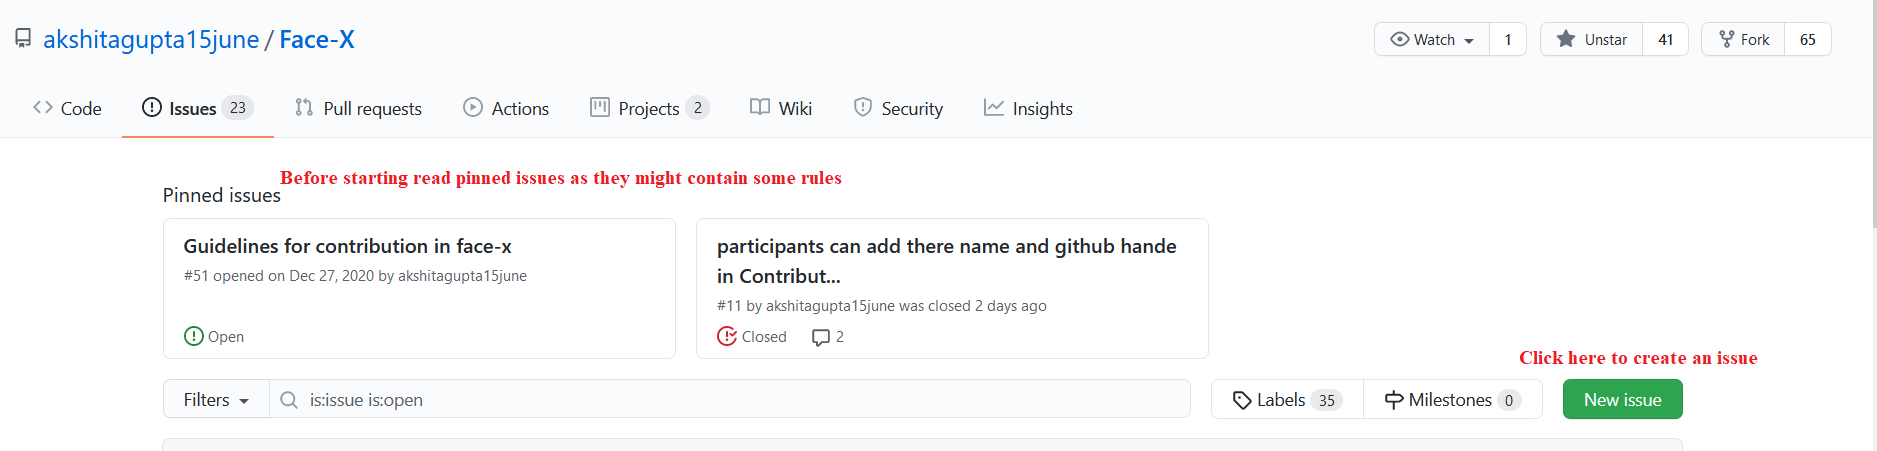 akshitagupta15june / Face-X
Watch 1 Unstar 41 Fork 65
Code Issues 23 Pull requests Actions Projects 2 Wiki Security Insights
Before starting read pinned issues as they might contain some rules
Pinned issues
Guidelines for contribution in face-x
#51 opened on Dec 27, 2020 by akshitagupta15june
Open
participants can add there name and github hande
in Contribut...
#11 by akshitagupta15june was closed 2 days ago
Closed 2
Click here to create an issue
Filters is:issue is:open Labels 35 Milestones 0 New issue